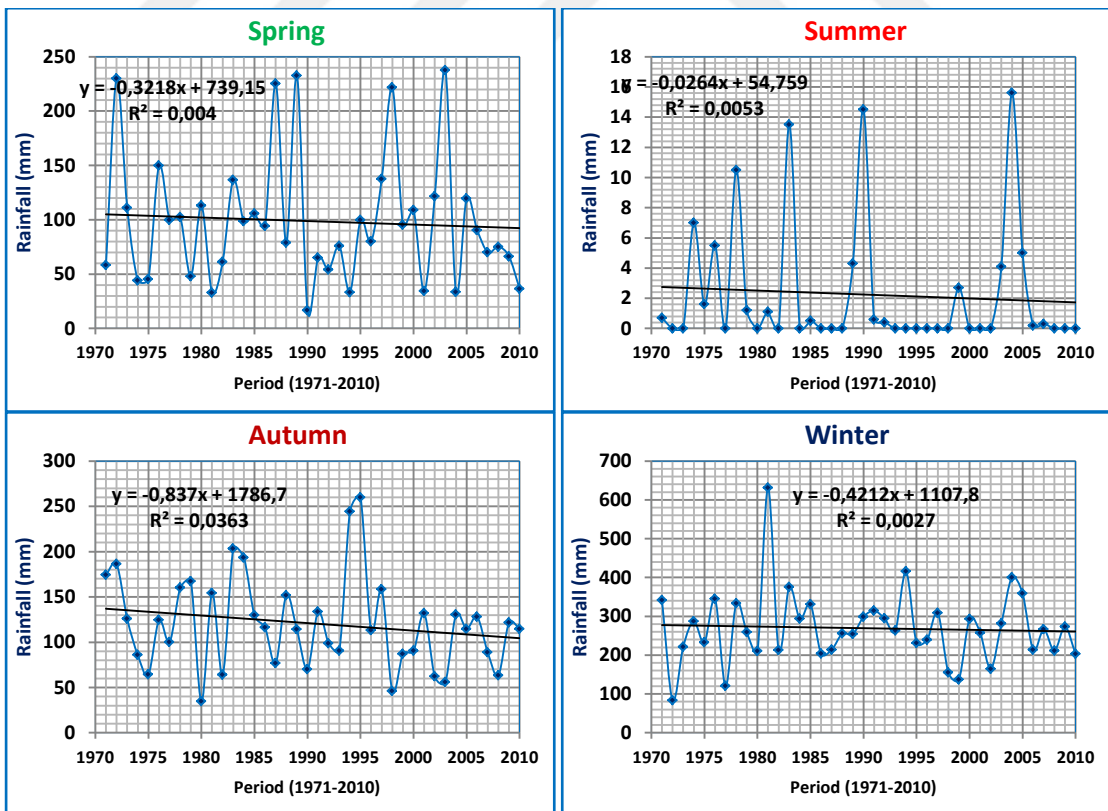 Spring
250
200
150
100
50
0
y = -0,3218x + 739,15
R² = 0,004
Rainfall (mm)
1970 1975 1980 1985 1990 1995 2000 2005 2010
Period (1971-2010)
Summer
18
16
14
12
10
8
6
4
2
0
y = -0,0264x + 54,759
R² = 0,0053
Rainfall (mm)
1970 1975 1980 1985 1990 1995 2000 2005 2010
Period (1971-2010)
Autumn
300
250
200
150
100
50
0
y = -0,837x + 1786,7
R² = 0,0363
Rainfall (mm)
1970 1975 1980 1985 1990 1995 2000 2005 2010
Period (1971-2010)
Winter
700
600
500
400
300
200
100
0
y = -0,4212x + 1107,8
R² = 0,0027
Rainfall (mm)
1970 1975 1980 1985 1990 1995 2000 2005 2010
Period (1971-2010)